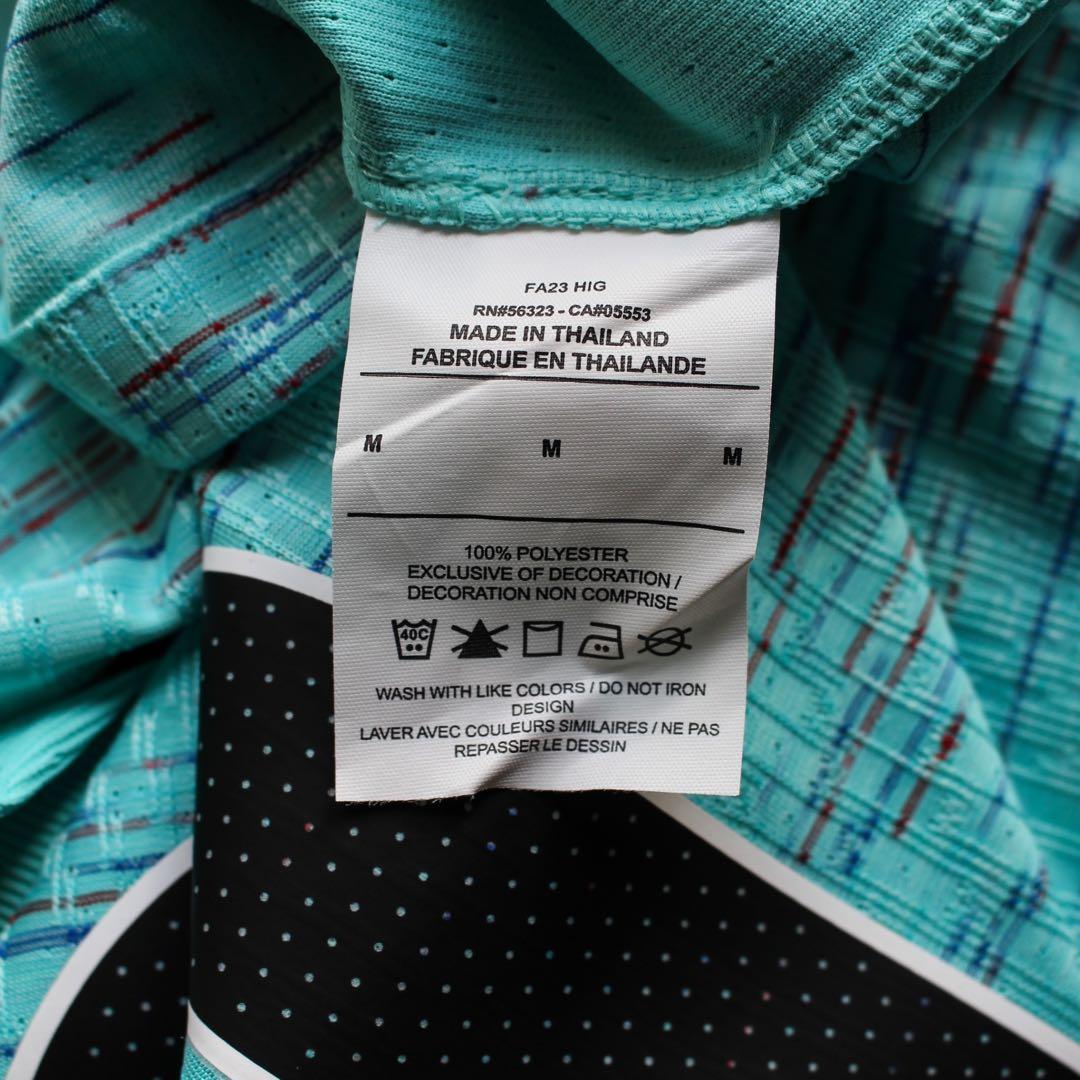 FA23 HIG
RN#56323 - CA#05553
MADE IN THAILAND
FABRIQUE EN THAILANDE
M M M
100% POLYESTER
EXCLUSIVE OF DECORATION /
DECORATION NON COMPRISE
40C
WASH WITH LIKE COLORS / DO NOT IRON
DESIGN
LAVER AVEC COULEURS SIMILAIRES / NE PAS
REPASSER LE DESSIN